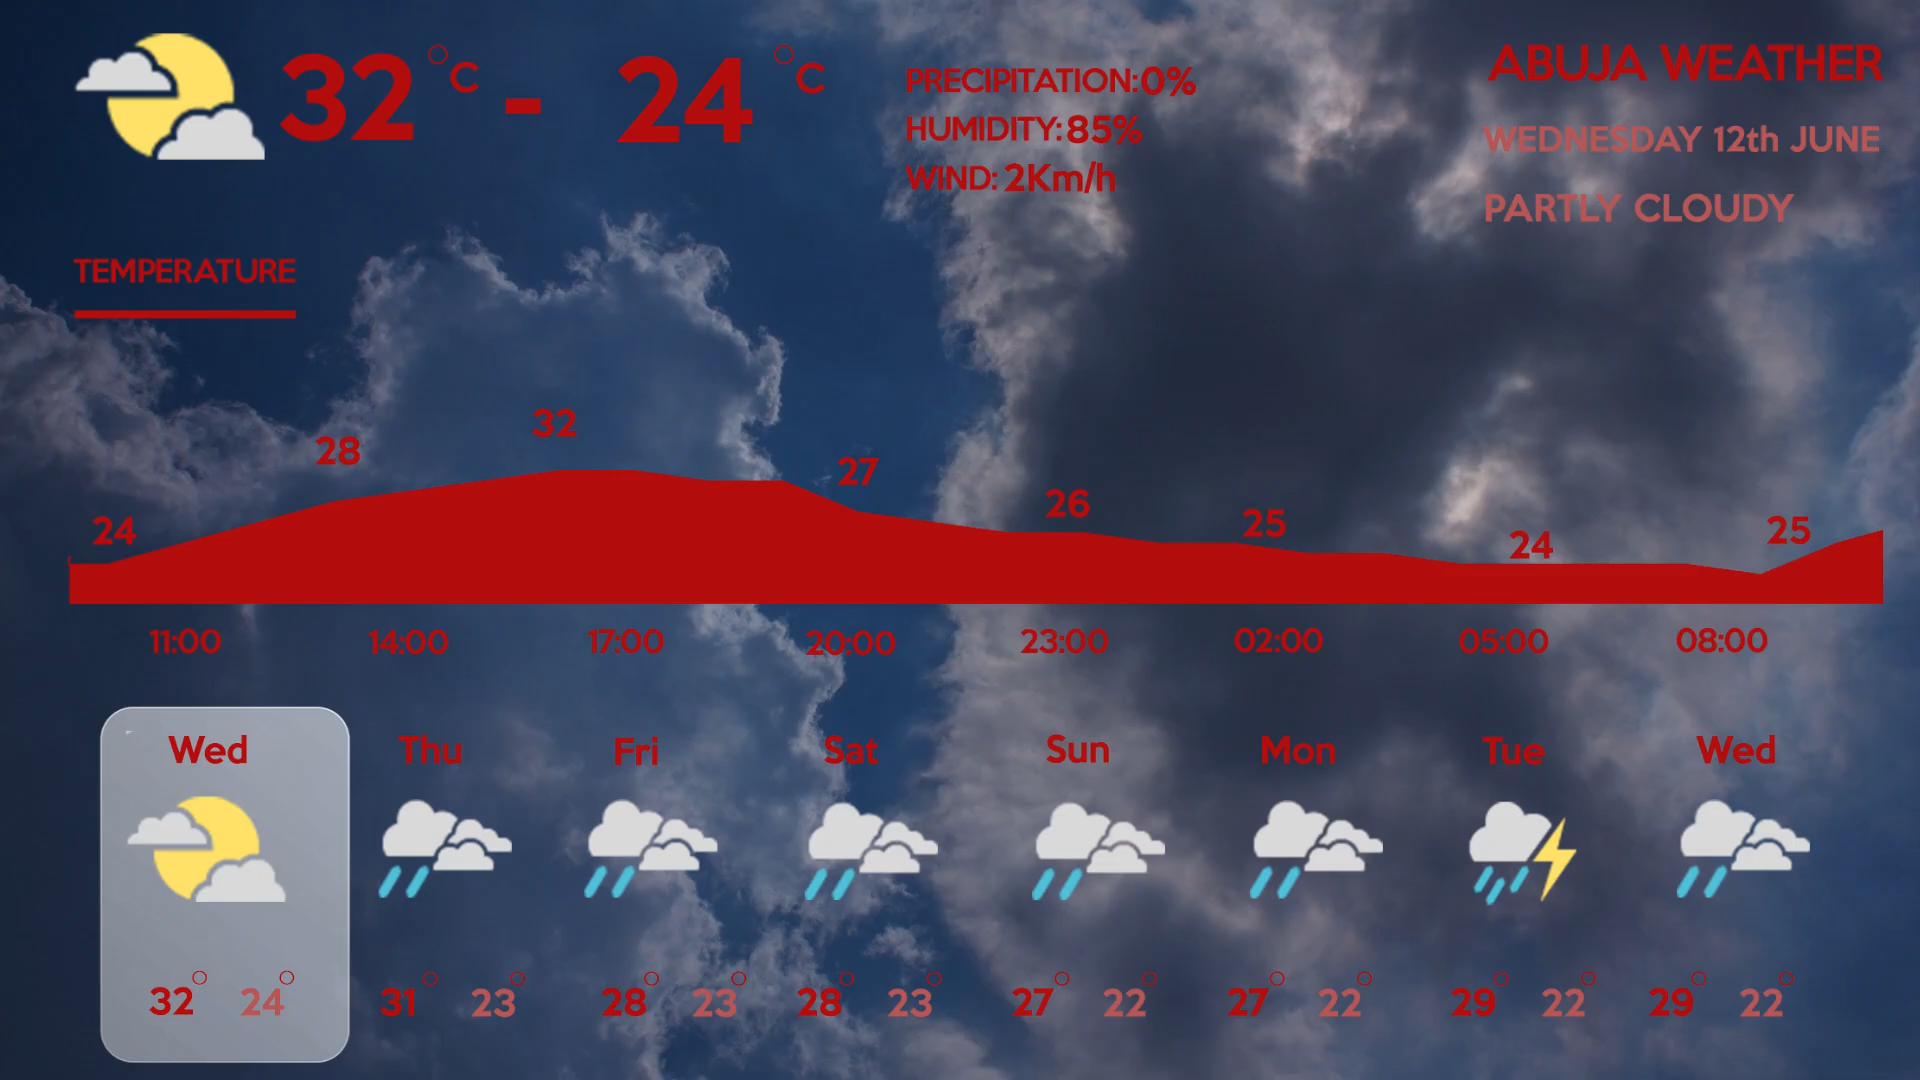 32°C - 24°C
PRECIPITATION:0%
HUMIDITY:85%
WIND: 2Km/h
ABUJA WEATHER
WEDNESDAY 12th JUNE
PARTLY CLOUDY
TEMPERATURE
24 28 32 27 26 25 24 25
11:00 14:00 17:00 20:00 23:00 02:00 05:00 08:00
Wed Thu Fri Sat Sun Mon Tue Wed
32° 24° 31° 23° 28° 23° 28° 23° 27° 22° 27° 22° 29° 22° 29° 22°